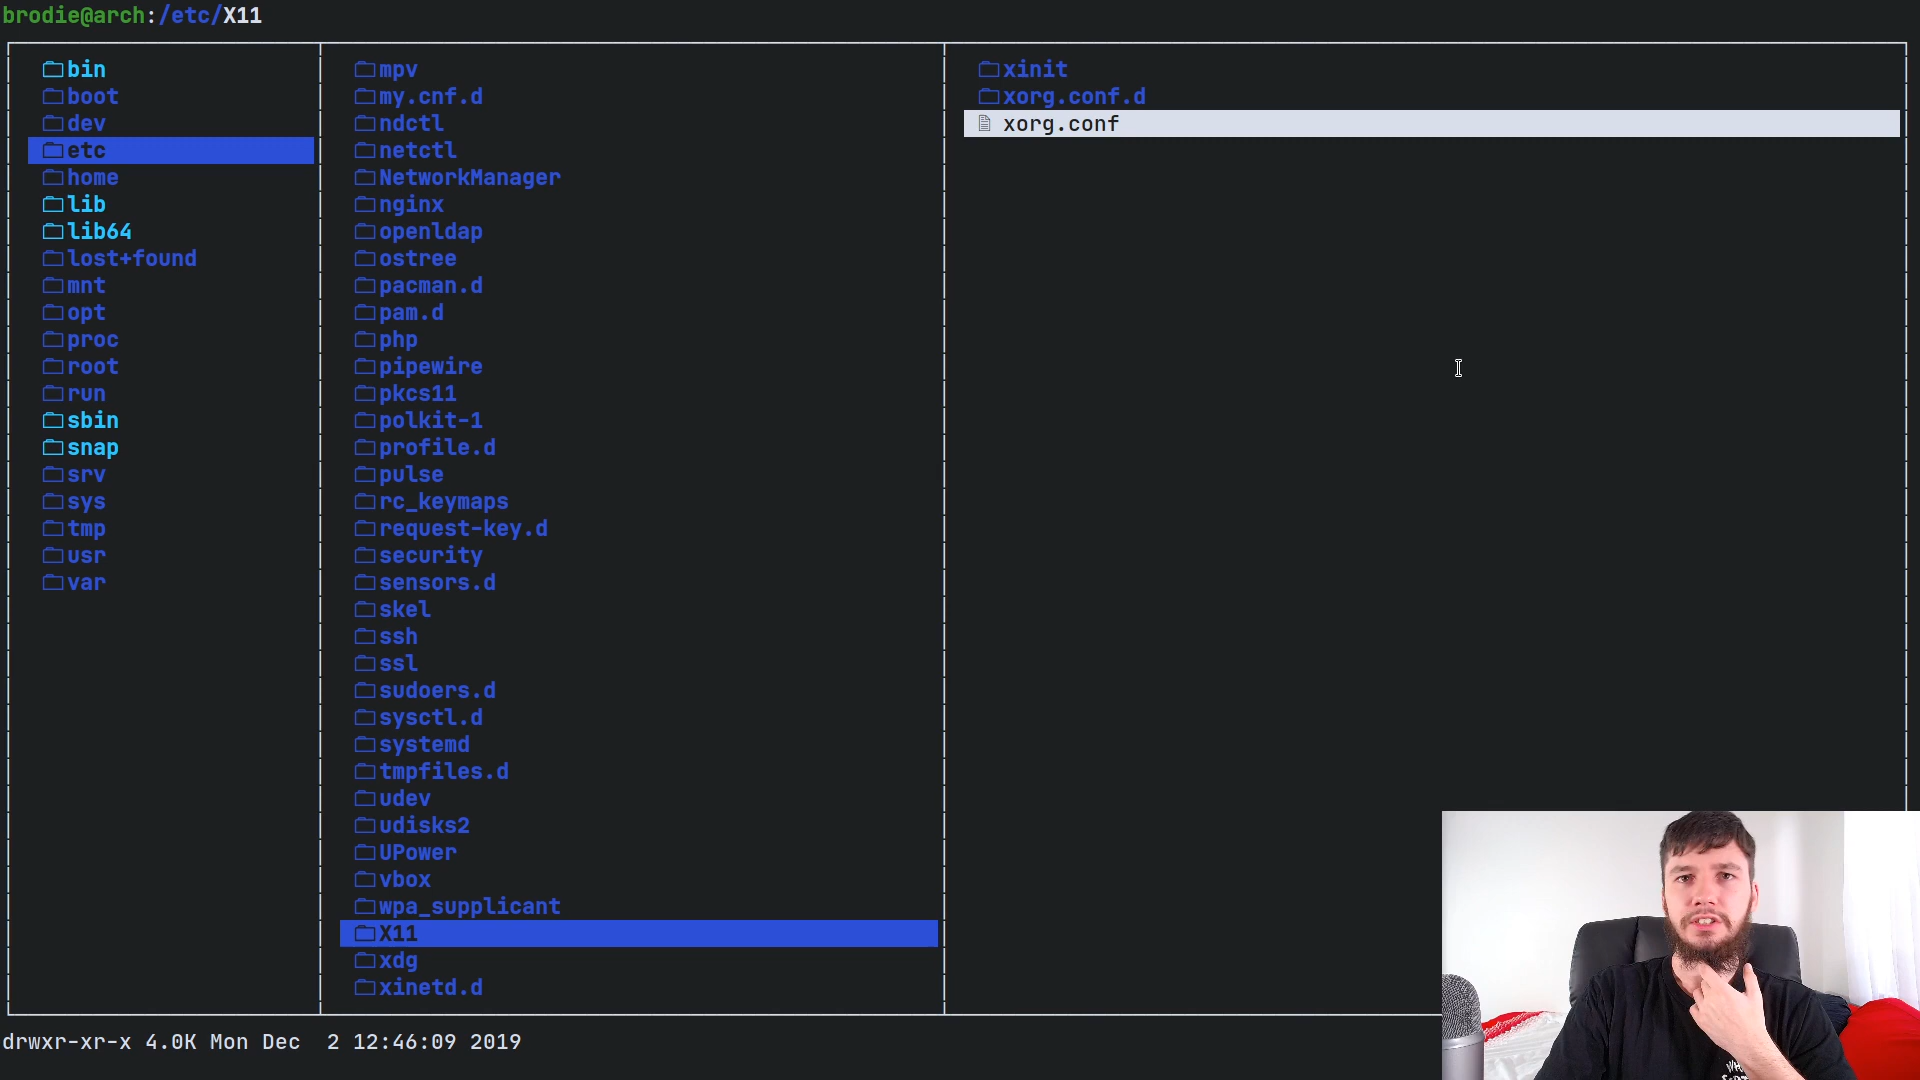 brodie@arch:/etc/X11
bin
boot
dev
etc
home
lib
lib64
lost+found
mnt
opt
proc
root
run
sbin
snap
srv
sys
tmp
usr
var
mpv
my.cnf.d
ndctl
netctl
NetworkManager
nginx
openldap
ostree
pacman.d
pam.d
php
pipewire
pkcs11
polkit-1
profile.d
pulse
rc_keymaps
request-key.d
security
sensors.d
skel
ssh
ssl
sudoers.d
sysctl.d
systemd
tmpfiles.d
udev
udisks2
UPower
vbox
wpa_supplicant
X11
xdg
xinetd.d
xinit
xorg.conf.d
xorg.conf
drwxr-xr-x 4.0K Mon Dec  2 12:46:09 2019